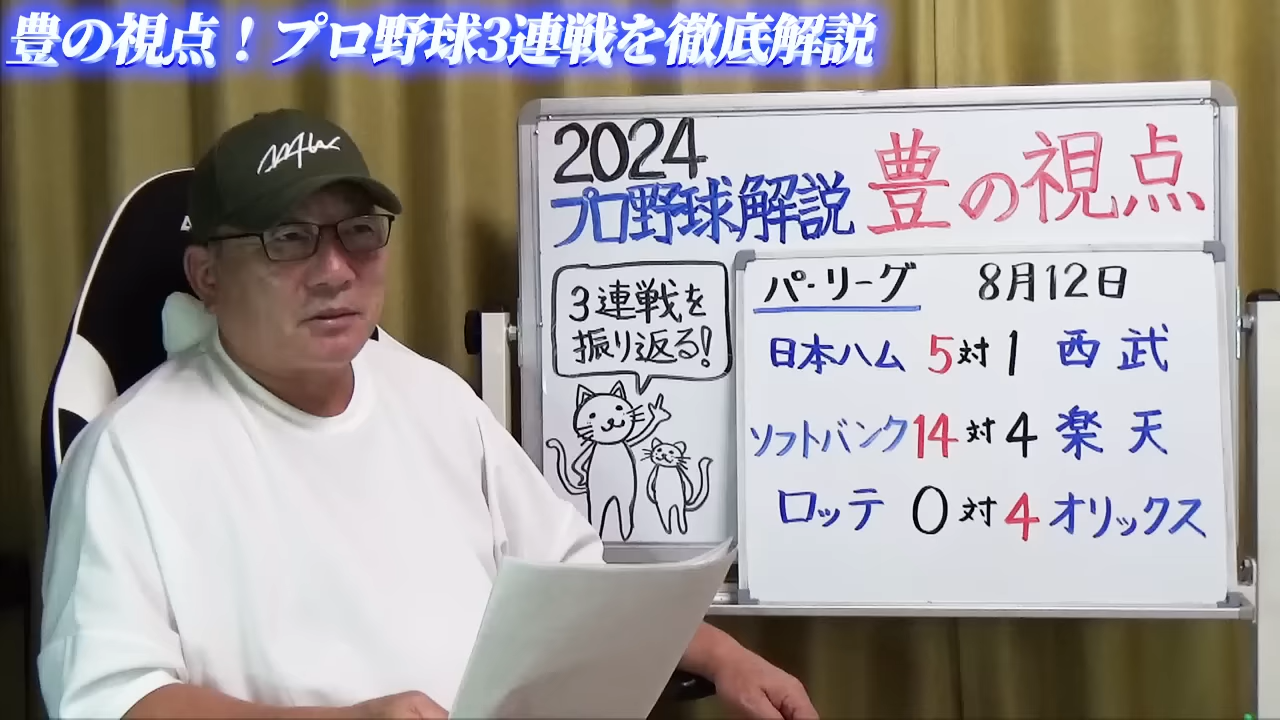 豊の視点！プロ野球3連戦を徹底解説
2024
プロ野球解説 豊の視点
3連戦を
振り返る!
パ・リーグ 8月12日
日本ハム 5対1 西武
ソフトバンク 14対4 楽天
ロッテ 0対4 オリックス